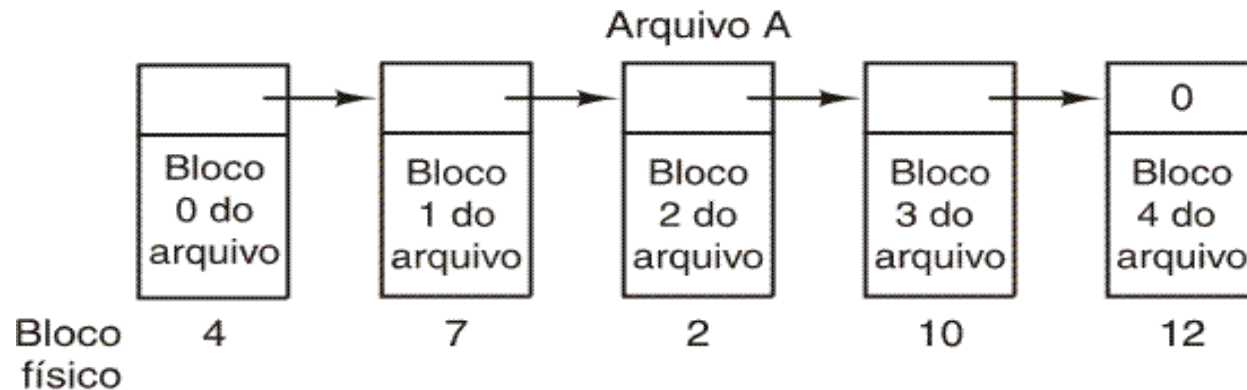 Arquivo A
0
Bloco
0 do
arquivo
Bloco
1 do
arquivo
Bloco
2 do
arquivo
Bloco
3 do
arquivo
Bloco
4 do
arquivo
Bloco
físico
4
7
2
10
12